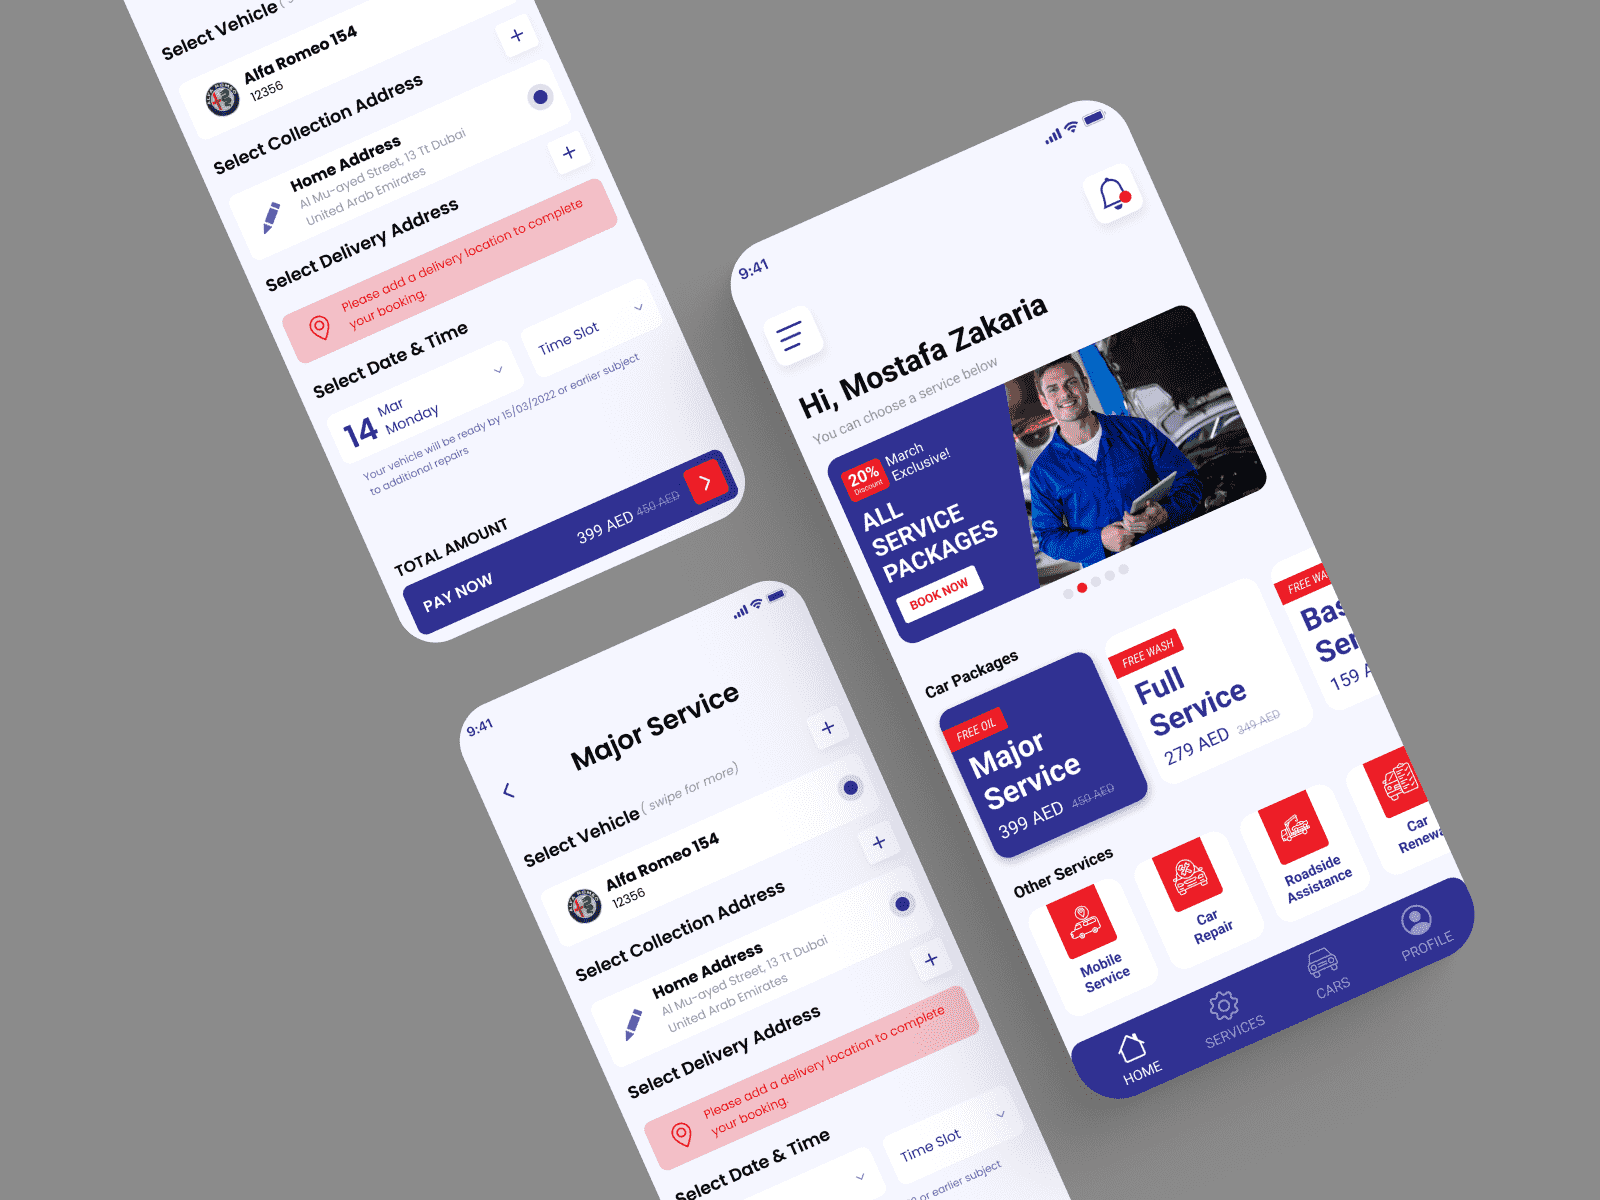 Select Vehicle
Alfa Romeo 154
12356
Select Collection Address
Home Address
Al Mu-ayed Street, 13 Tt Dubai
United Arab Emirates
Select Delivery Address
Please add a delivery location to complete
your booking.
Select Date & Time
14
Mar
Monday
Time Slot
Your vehicle will be ready by 15/03/2022 or earlier subject
to additional repairs
TOTAL AMOUNT
PAY NOW
399 AED 450 AED
9:41
Major Service
Select Vehicle ( swipe for more)
ALFA ROMEO
Alfa Romeo 154
12356
Select Collection Address
Home Address
Al Mu-ayed Street, 13 Tt Dubai
United Arab Emirates
Select Delivery Address
Please add a delivery location to complete
your booking.
Select Date & Time
Time Slot
or earlier subject
9:41
Hi, Mostafa Zakaria
You can choose a service below
20%
Discount
March
Exclusive!
ALL
SERVICE
PACKAGES
BOOK NOW
Car Packages
FREE OIL
Major
Service
399 AED 450 AED
FREE WASH
Full
Service
279 AED 349 AED
FREE WA
Bas
Ser
159 A
Other Services
Mobile
Service
Car
Repair
Roadside
Assistance
Car
Renewa
HOME
SERVICES
CARS
PROFILE